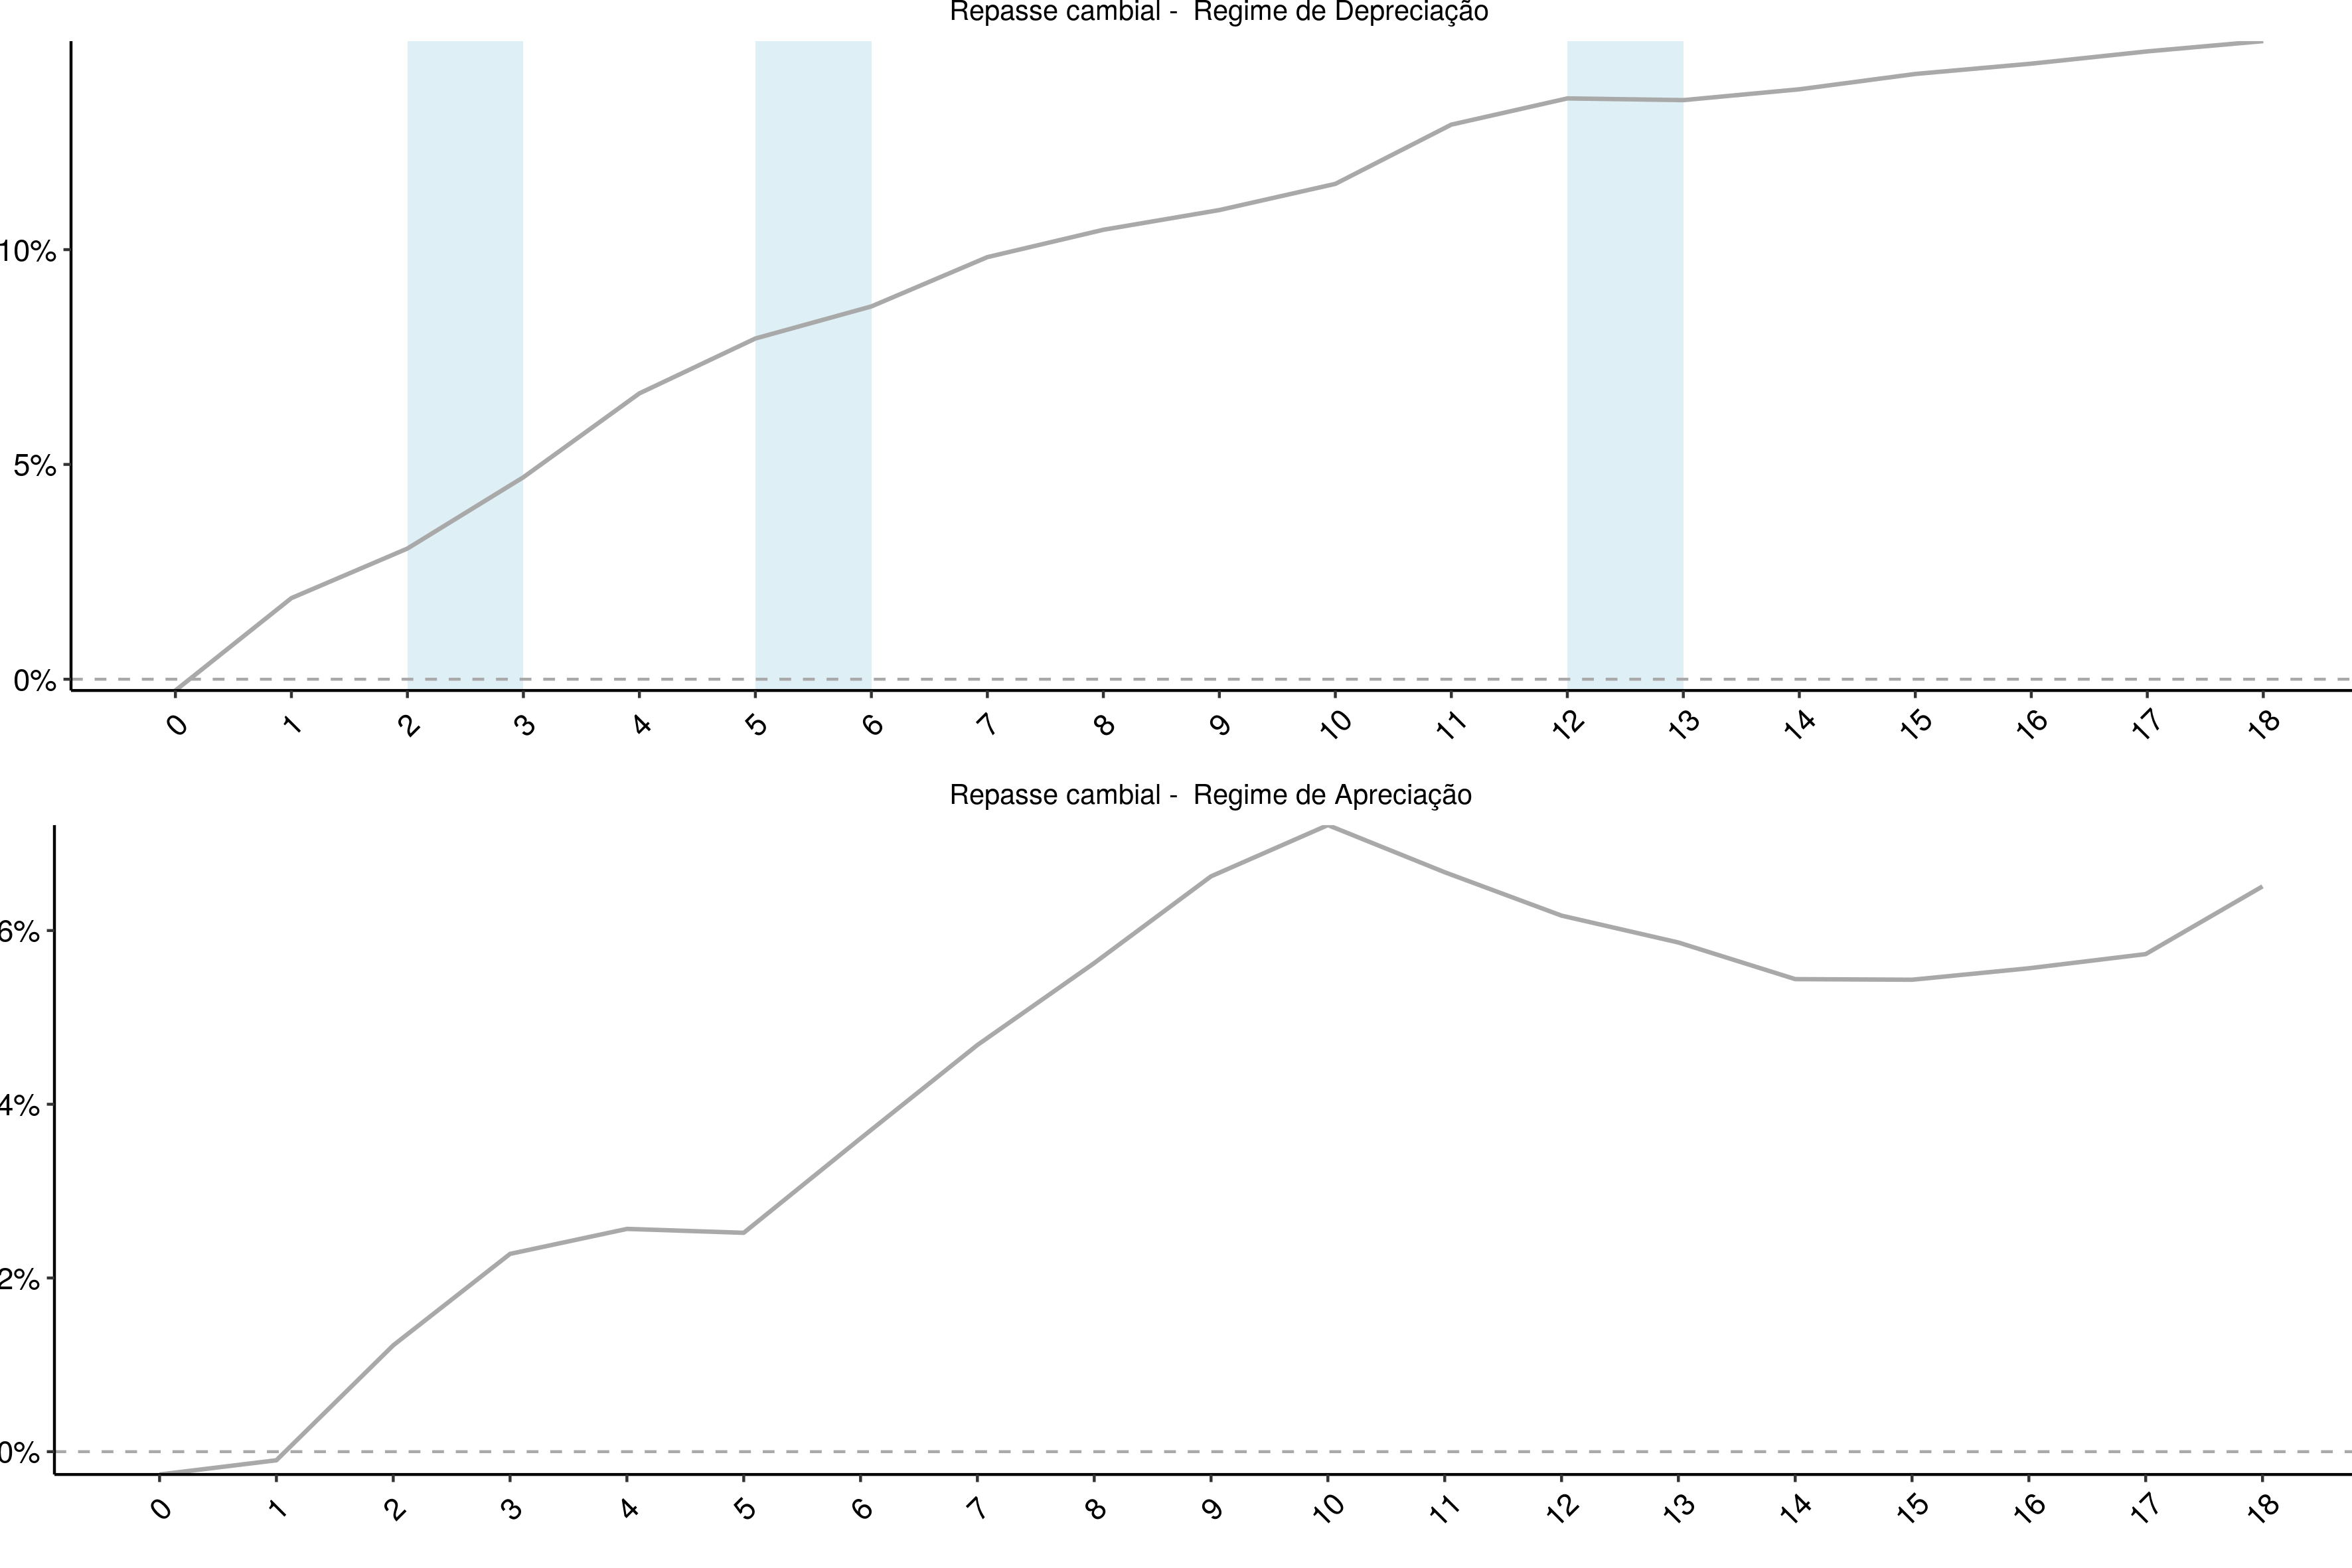 Repasse cambial -  Regime de Depreciação
10%
5%
0%
0 1 2 3 4 5 6 7 8 9 10 11 12 13 14 15 16 17 18
Repasse cambial -  Regime de Apreciação
6%
4%
2%
0%
0 1 2 3 4 5 6 7 8 9 10 11 12 13 14 15 16 17 18